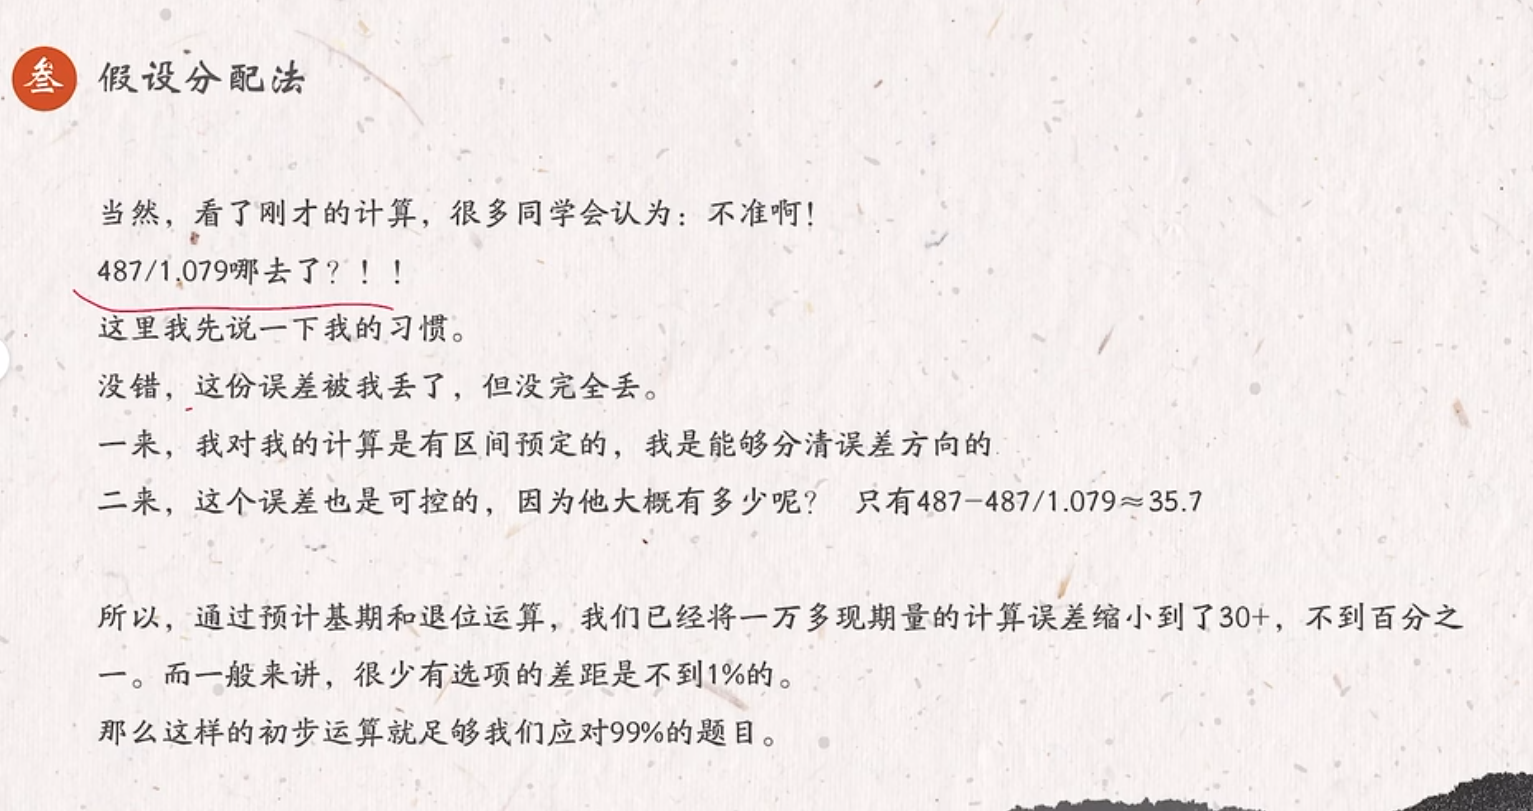 叁 假设分配法
当然，看了刚才的计算，很多同学会认为：不准啊！
487/1.079哪去了？！！
这里我先说一下我的习惯。
没错，这份误差被我丢了，但没完全丢。
一来，我对我的计算是有区间预定的，我是能够分清误差方向的
二来，这个误差也是可控的，因为他大概有多少呢？ 只有487-487/1.079≈35.7
所以，通过预计基期和退位运算，我们已经将一万多现期量的计算误差缩小到了30+，不到百分之
一。而一般来讲，很少有选项的差距是不到1%的。
那么这样的初步运算就足够我们应对99%的题目。